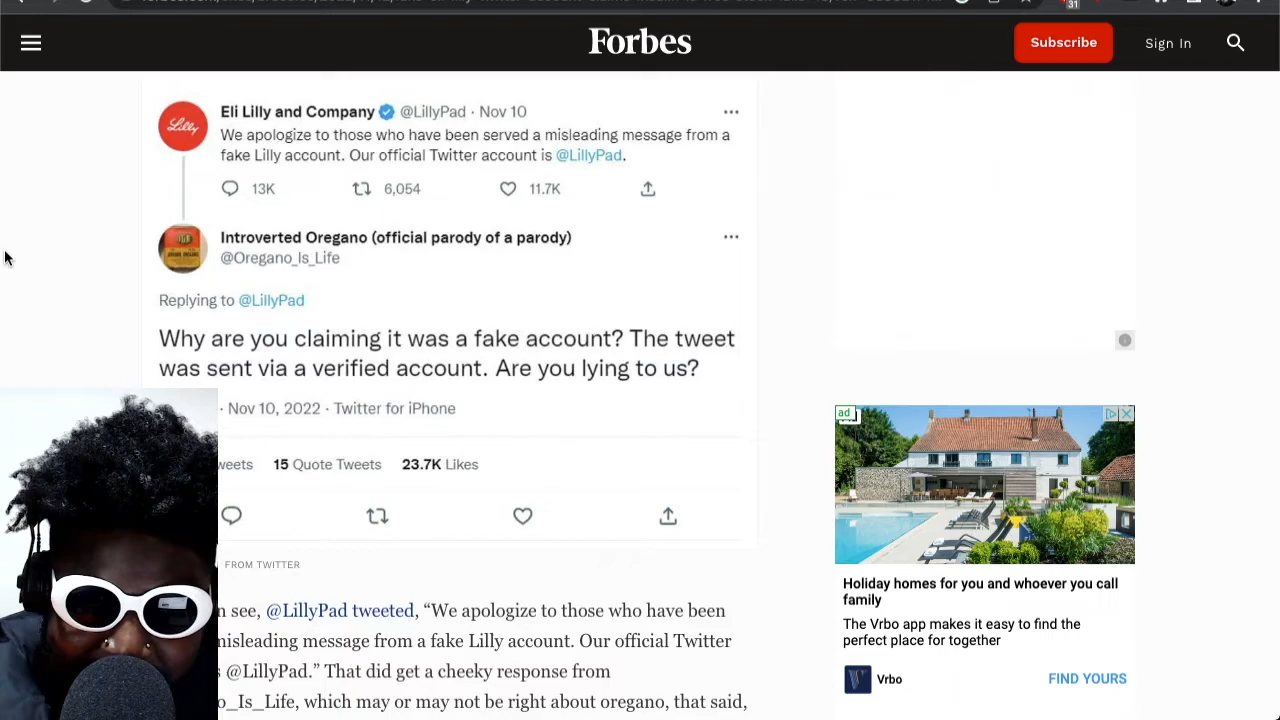 31
Forbes
Subscribe
Sign In
Eli Lilly and Company @LillyPad · Nov 10
We apologize to those who have been served a misleading message from a
fake Lilly account. Our official Twitter account is @LillyPad.
Lilly
13K 6,054 11.7K
Introverted Oregano (official parody of a parody)
@Oregano_Is_Life
Replying to @LillyPad
Why are you claiming it was a fake account? The tweet
was sent via a verified account. Are you lying to us?
· Nov 10, 2022 · Twitter for iPhone
weets 15 Quote Tweets 23.7K Likes
FROM TWITTER
n see, @LillyPad tweeted, “We apologize to those who have been
misleading message from a fake Lilly account. Our official Twitter
s @LillyPad.” That did get a cheeky response from
o_Is_Life, which may or may not be right about oregano, that said,
ad
Holiday homes for you and whoever you call
family
The Vrbo app makes it easy to find the
perfect place for together
Vrbo
FIND YOURS